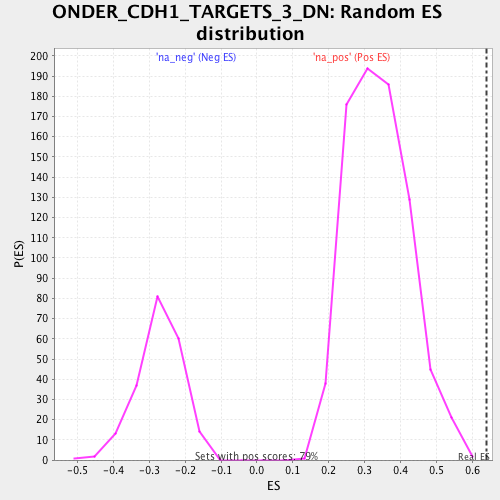 ONDER_CDH1_TARGETS_3_DN: Random ES
distribution
'na_neg' (Neg ES)
'na_pos' (Pos ES)
200
190
180
170
160
150
140
130
120
110
100
90
80
70
60
50
40
30
20
10
0
P(ES)
Sets with pos scores: 79%
Real ES
-0.5 -0.4 -0.3 -0.2 -0.1 0.0 0.1 0.2 0.3 0.4 0.5 0.6
ES